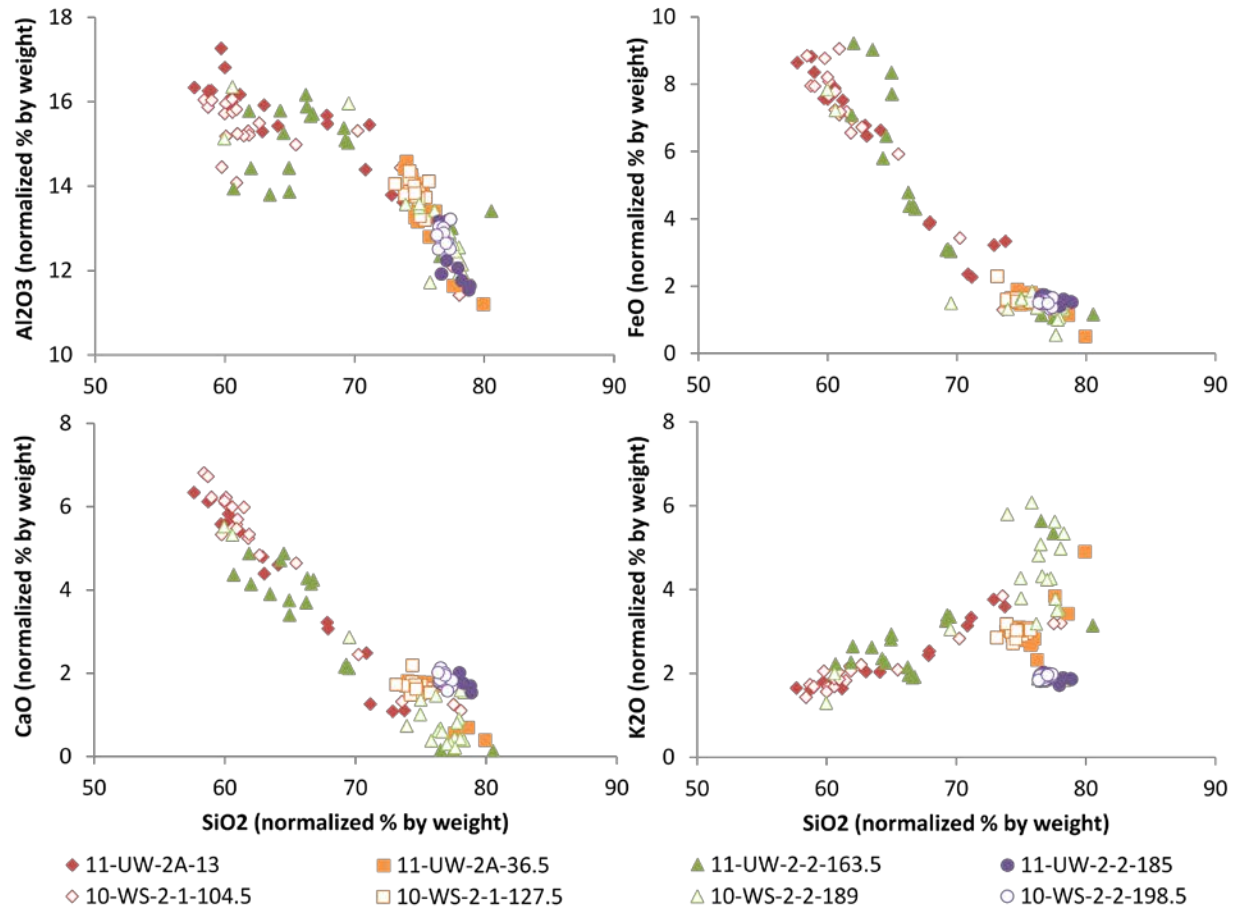 18
16
14
12
10
50 60 70 80 90
Al2O3 (normalized % by weight)
10
8
6
4
2
0
50 60 70 80 90
FeO (normalized % by weight)
8
6
4
2
0
50 60 70 80 90
CaO (normalized % by weight)
SiO2 (normalized % by weight)
8
6
4
2
0
50 60 70 80 90
K2O (normalized % by weight)
SiO2 (normalized % by weight)
11-UW-2A-13 11-UW-2A-36.5 11-UW-2-2-163.5 11-UW-2-2-185
10-WS-2-1-104.5 10-WS-2-1-127.5 10-WS-2-2-189 10-WS-2-2-198.5